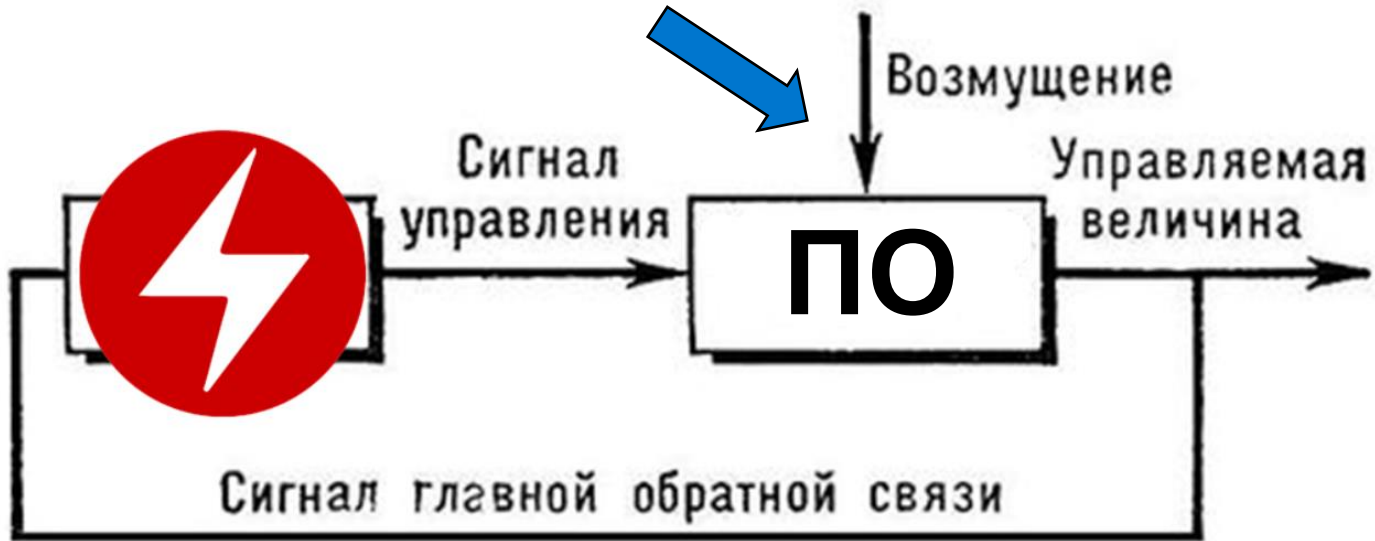 Возмущение
Сигнал
управления
Управляемая
величина
ПО
Сигнал главной обратной связи